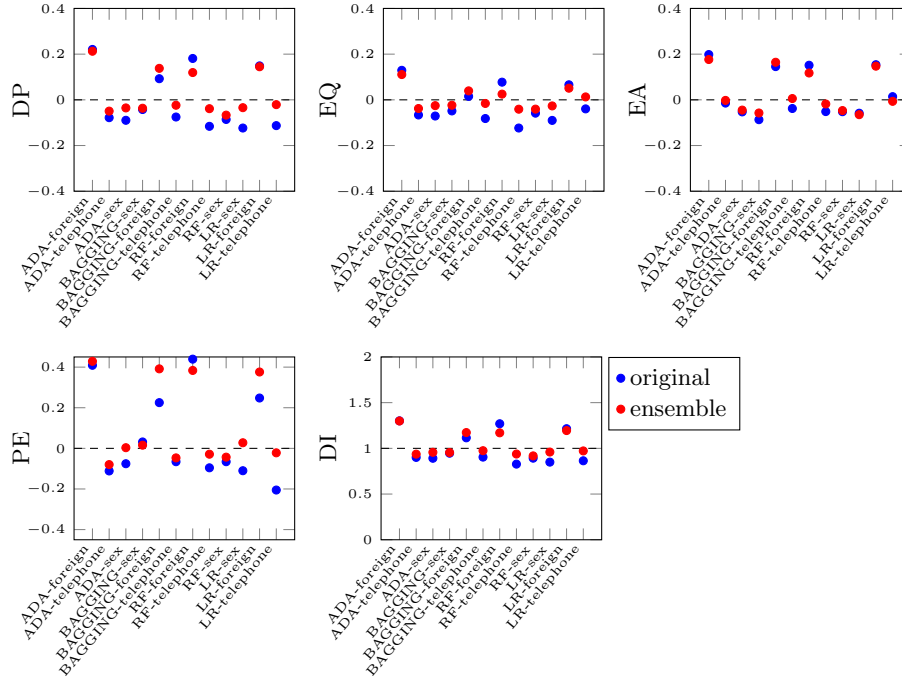 DP
0.4
0.2
0
−0.2
−0.4
ADA-foreign
ADA-telephone
ADA-sex
BAGGING-sex
BAGGING-foreign
BAGGING-telephone
RF-foreign
RF-telephone
RF-sex
LR-sex
LR-foreign
LR-telephone
EQ
0.4
0.2
0
−0.2
−0.4
ADA-foreign
ADA-telephone
ADA-sex
BAGGING-sex
BAGGING-foreign
BAGGING-telephone
RF-foreign
RF-telephone
RF-sex
LR-sex
LR-foreign
LR-telephone
EA
0.4
0.2
0
−0.2
−0.4
ADA-foreign
ADA-telephone
ADA-sex
BAGGING-sex
BAGGING-foreign
BAGGING-telephone
RF-foreign
RF-telephone
RF-sex
LR-sex
LR-foreign
LR-telephone
PE
0.4
0.2
0
−0.2
−0.4
ADA-foreign
ADA-telephone
ADA-sex
BAGGING-sex
BAGGING-foreign
BAGGING-telephone
RF-foreign
RF-telephone
RF-sex
LR-sex
LR-foreign
LR-telephone
DI
2
1.5
1
0.5
0
ADA-foreign
ADA-telephone
ADA-sex
BAGGING-sex
BAGGING-foreign
BAGGING-telephone
RF-foreign
RF-telephone
RF-sex
LR-sex
LR-foreign
LR-telephone
original
ensemble